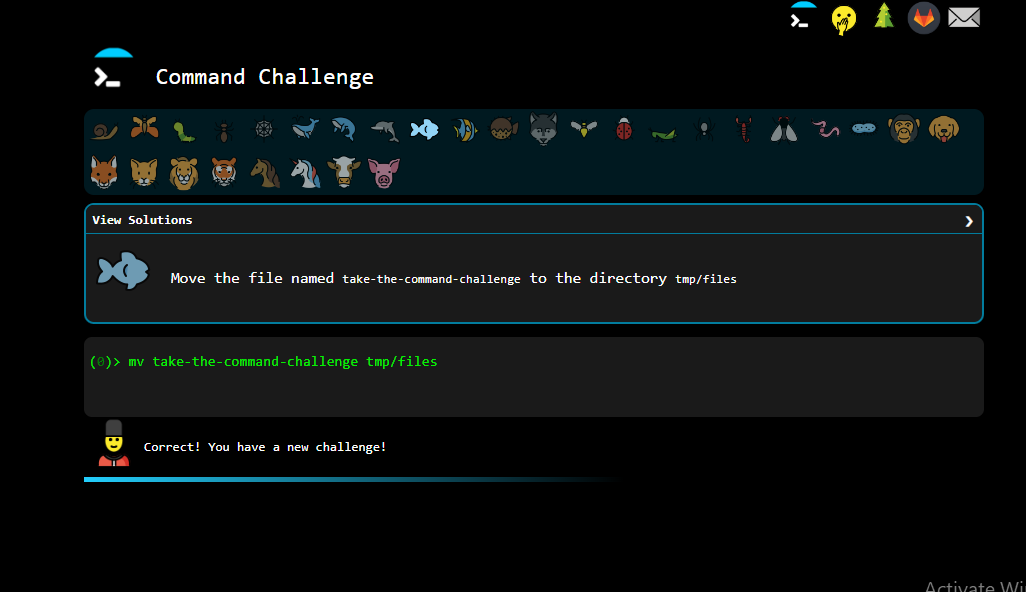 Command Challenge
View Solutions
Move the file named take-the-command-challenge to the directory tmp/files
(0)> mv take-the-command-challenge tmp/files
Correct! You have a new challenge!
Activate